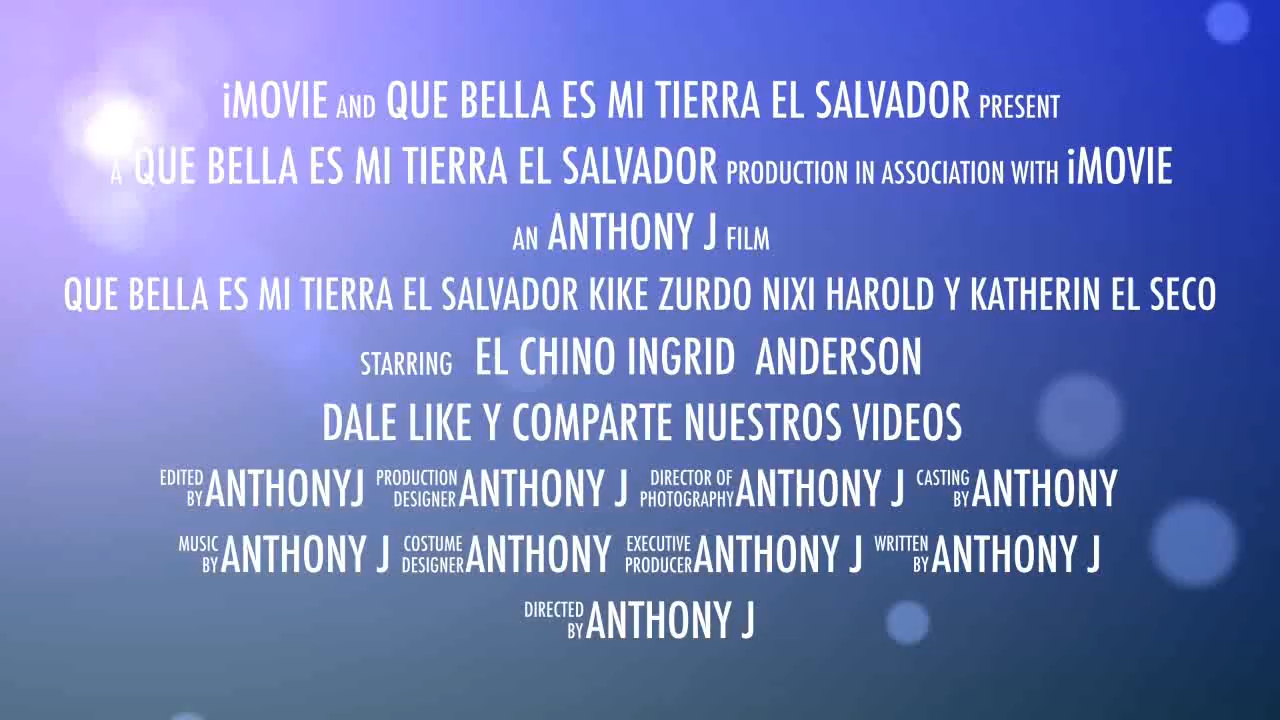 iMOVIE AND QUE BELLA ES MI TIERRA EL SALVADOR PRESENT
A QUE BELLA ES MI TIERRA EL SALVADOR PRODUCTION IN ASSOCIATION WITH iMOVIE
AN ANTHONY J FILM
QUE BELLA ES MI TIERRA EL SALVADOR KIKE ZURDO NIXI HAROLD Y KATHERIN EL SECO
STARRING EL CHINO INGRID ANDERSON
DALE LIKE Y COMPARTE NUESTROS VIDEOS
EDITED BY ANTHONYJ PRODUCTION DESIGNER ANTHONY J DIRECTOR OF PHOTOGRAPHY ANTHONY J CASTING BY ANTHONY
MUSIC BY ANTHONY J COSTUME DESIGNER ANTHONY EXECUTIVE PRODUCER ANTHONY J WRITTEN BY ANTHONY J
DIRECTED BY ANTHONY J